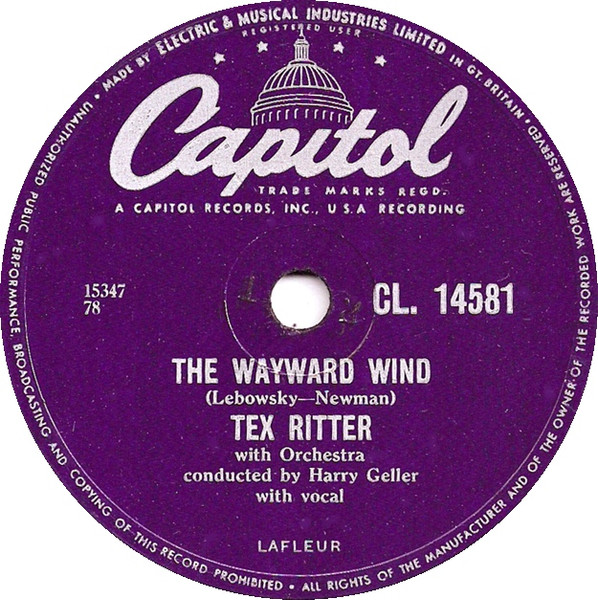 • MADE BY ELECTRIC & MUSICAL INDUSTRIES LIMITED IN GT. BRITAIN •
REGISTERED USER
Capitol
TRADE MARKS REGD.
A CAPITOL RECORDS, INC., U.S.A RECORDING
15347
78
CL. 14581
THE WAYWARD WIND
(Lebowsky—Newman)
TEX RITTER
with Orchestra
conducted by Harry Geller
with vocal
LAFLEUR
UNAUTHORIZED PUBLIC PERFORMANCE, BROADCASTING AND COPYING OF THIS RECORD PROHIBITED • ALL RIGHTS OF THE MANUFACTURER AND OF THE OWNER OF THE RECORDED WORK ARE RESERVED